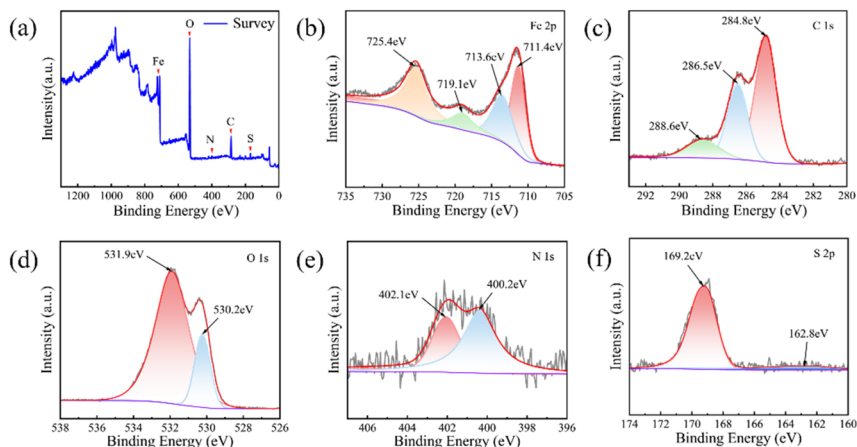 (a)
Survey
O
Fe
N
C
S
Intensity(a.u.)
1200 1000 800 600 400 200 0
Binding Energy (eV)
(b)
Fe 2p
725.4eV
719.1eV
713.6eV
711.4eV
Intensity(a.u.)
735 730 725 720 715 710 705
Binding Energy (eV)
(c)
C 1s
284.8eV
286.5eV
288.6eV
Intensity (a.u.)
292 290 288 286 284 282 280
Binding Energy (eV)
(d)
O 1s
531.9eV
530.2eV
Intensity (a.u.)
538 536 534 532 530 528 526
Binding Energy (eV)
(e)
N 1s
402.1eV
400.2eV
Intensity (a.u.)
406 404 402 400 398 396
Binding Energy (eV)
(f)
S 2p
169.2eV
162.8eV
Intensity (a.u.)
174 172 170 168 166 164 162 160
Binding Energy (eV)